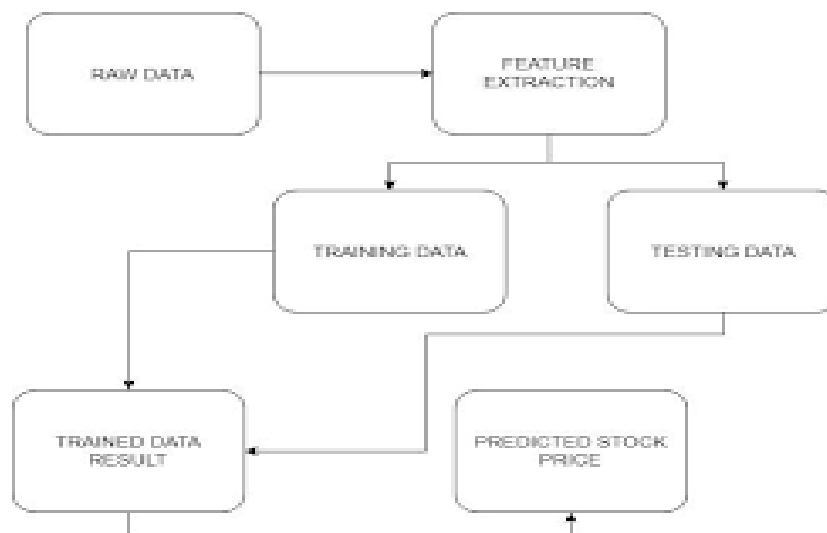 RAW DATA
FEATURE
EXTRACTION
TRAINING DATA
TESTING DATA
TRAINED DATA
RESULT
PREDICTED STOCK
PRICE